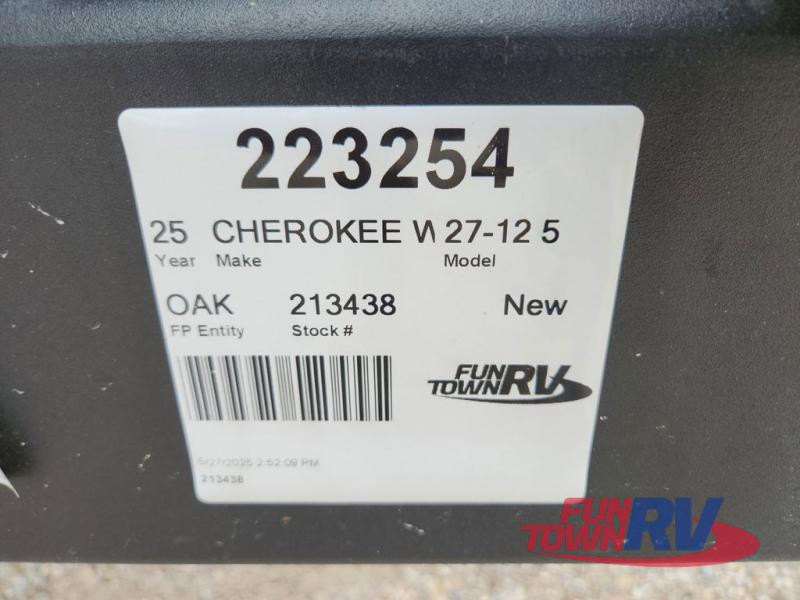 223254
25 CHEROKEE W 27-12 5
Year Make Model
OAK 213438 New
FP Entity Stock #
FUN
TOWN RV
5/27/2025 2:52:09 PM
213438
FUN
TOWN RV